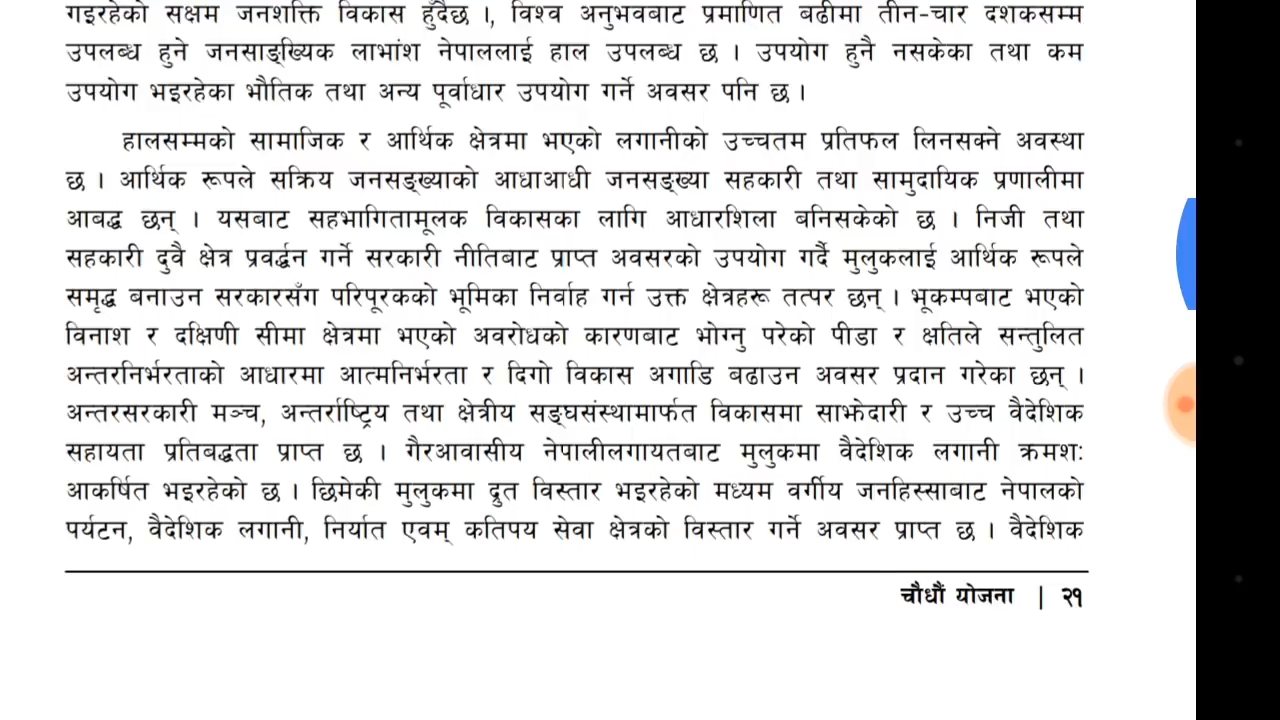 गइरहेको सक्षम जनशक्ति विकास हुँदैछ ।, विश्व अनुभवबाट प्रमाणित बढीमा तीन-चार दशकसम्म
उपलब्ध हुने जनसाङ्ख्यिक लाभांश नेपाललाई हाल उपलब्ध छ । उपयोग हुनै नसकेका तथा कम
उपयोग भइरहेका भौतिक तथा अन्य पूर्वाधार उपयोग गर्ने अवसर पनि छ ।
हालसम्मको सामाजिक र आर्थिक क्षेत्रमा भएको लगानीको उच्चतम प्रतिफल लिनसक्ने अवस्था
छ । आर्थिक रूपले सक्रिय जनसङ्ख्याको आधाआधी जनसङ्ख्या सहकारी तथा सामुदायिक प्रणालीमा
आबद्ध छन् । यसबाट सहभागितामूलक विकासका लागि आधारशिला बनिसकेको छ । निजी तथा
सहकारी दुवै क्षेत्र प्रवर्द्धन गर्ने सरकारी नीतिबाट प्राप्त अवसरको उपयोग गर्दै मुलुकलाई आर्थिक रूपले
समृद्ध बनाउन सरकारसँग परिपूरकको भूमिका निर्वाह गर्न उक्त क्षेत्रहरू तत्पर छन् । भूकम्पबाट भएको
विनाश र दक्षिणी सीमा क्षेत्रमा भएको अवरोधको कारणबाट भोग्नु परेको पीडा र क्षतिले सन्तुलित
अन्तरनिर्भरताको आधारमा आत्मनिर्भरता र दिगो विकास अगाडि बढाउन अवसर प्रदान गरेका छन् ।
अन्तरसरकारी मञ्च, अन्तर्राष्ट्रिय तथा क्षेत्रीय सङ्घसंस्थामार्फत विकासमा साझेदारी र उच्च वैदेशिक
सहायता प्रतिबद्धता प्राप्त छ । गैरआवासीय नेपालीलगायतबाट मुलुकमा वैदेशिक लगानी क्रमशः
आकर्षित भइरहेको छ । छिमेकी मुलुकमा द्रुत विस्तार भइरहेको मध्यम वर्गीय जनहिस्साबाट नेपालको
पर्यटन, वैदेशिक लगानी, निर्यात एवम् कतिपय सेवा क्षेत्रको विस्तार गर्ने अवसर प्राप्त छ । वैदेशिक
चौधौं योजना | २१